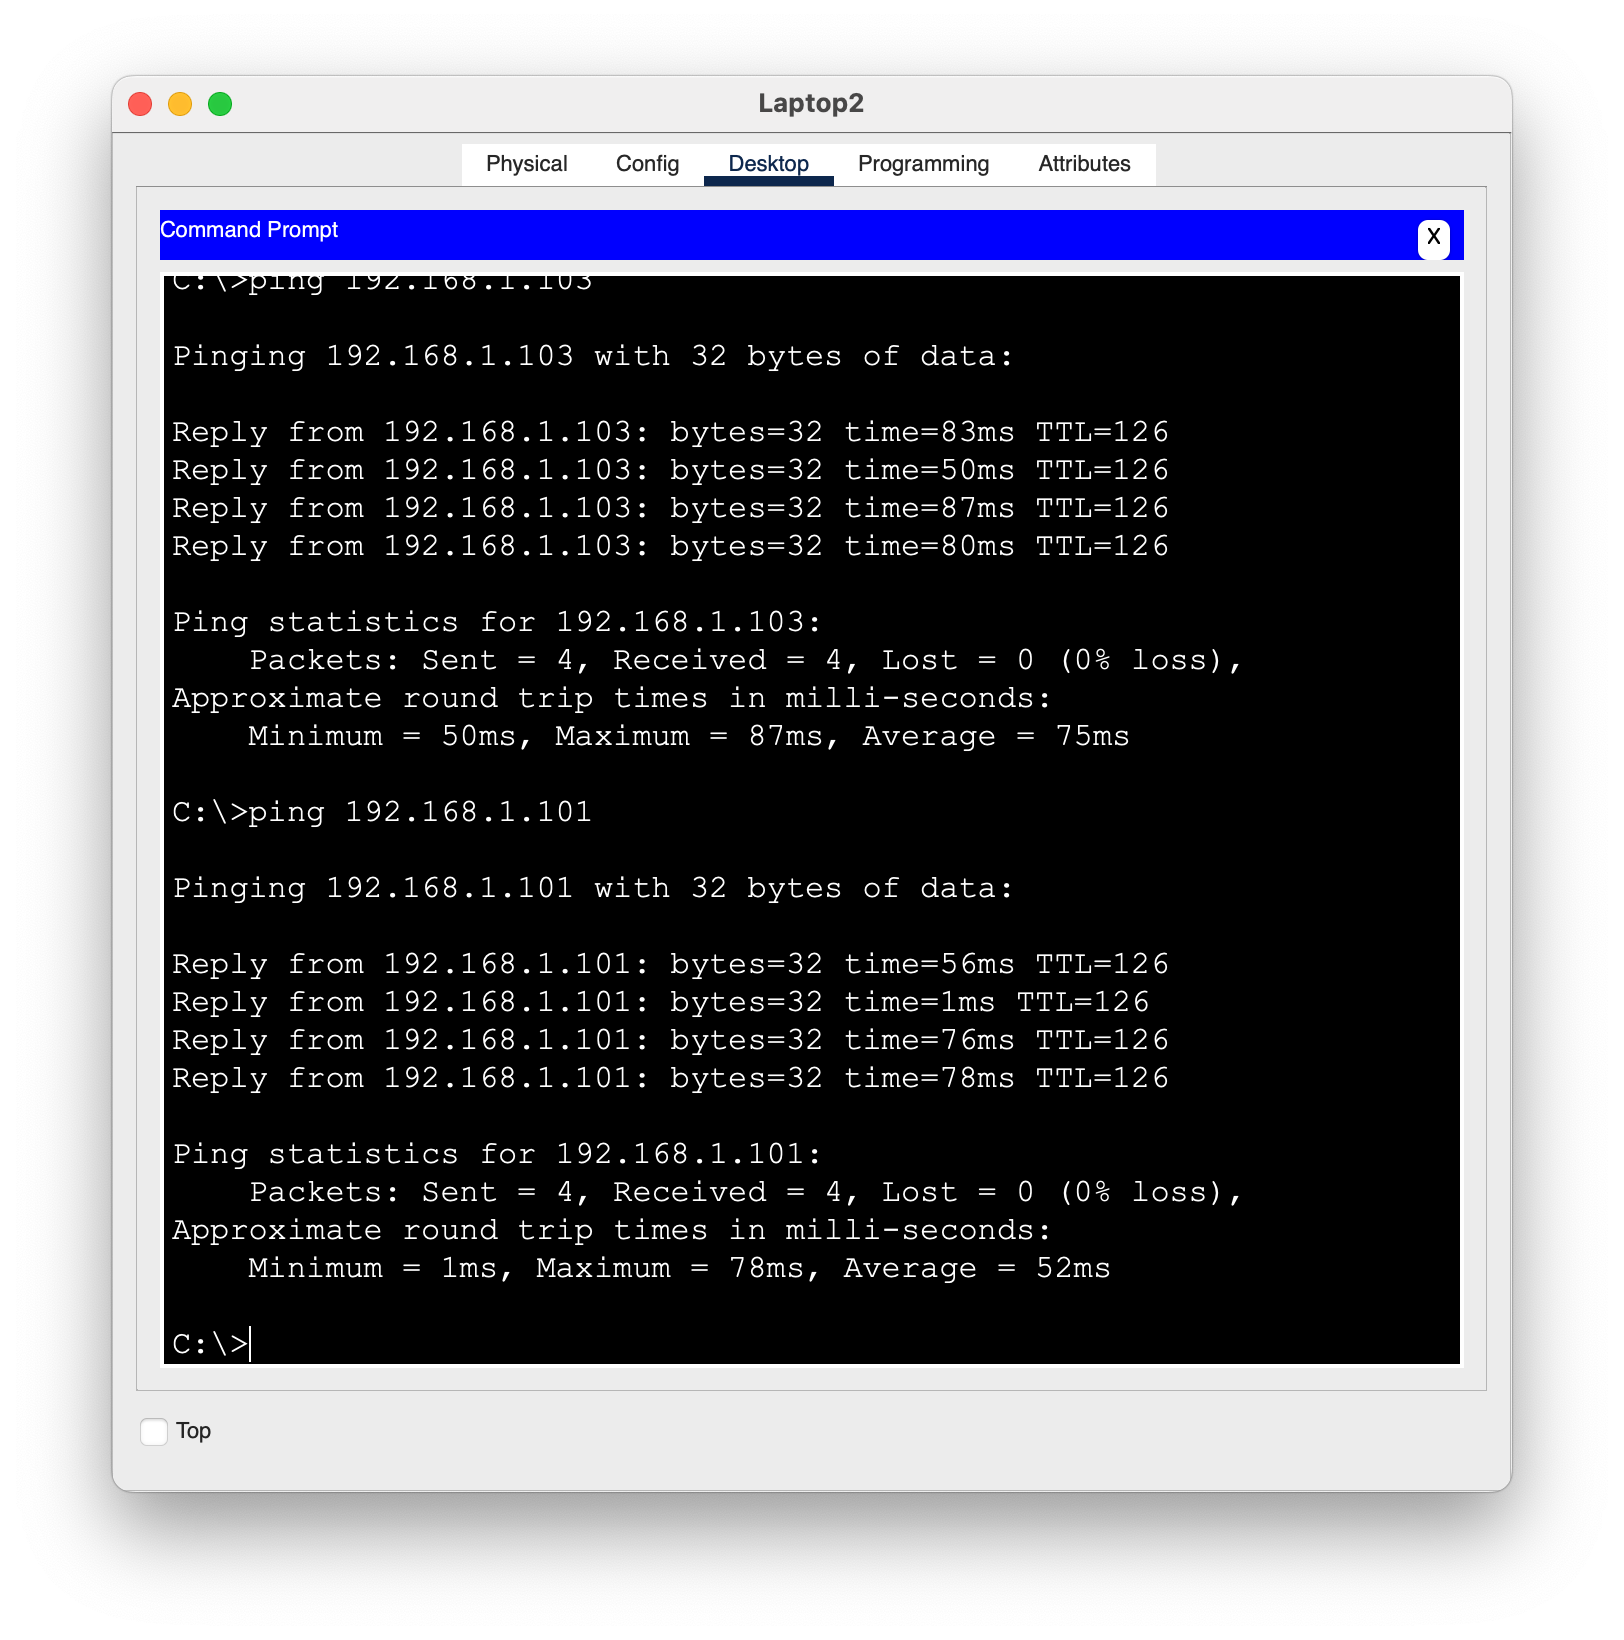 Laptop2
Physical Config Desktop Programming Attributes
Command Prompt X
C:\>ping 192.168.1.103
Pinging 192.168.1.103 with 32 bytes of data:
Reply from 192.168.1.103: bytes=32 time=83ms TTL=126
Reply from 192.168.1.103: bytes=32 time=50ms TTL=126
Reply from 192.168.1.103: bytes=32 time=87ms TTL=126
Reply from 192.168.1.103: bytes=32 time=80ms TTL=126
Ping statistics for 192.168.1.103:
    Packets: Sent = 4, Received = 4, Lost = 0 (0% loss),
Approximate round trip times in milli-seconds:
    Minimum = 50ms, Maximum = 87ms, Average = 75ms
C:\>ping 192.168.1.101
Pinging 192.168.1.101 with 32 bytes of data:
Reply from 192.168.1.101: bytes=32 time=56ms TTL=126
Reply from 192.168.1.101: bytes=32 time=1ms TTL=126
Reply from 192.168.1.101: bytes=32 time=76ms TTL=126
Reply from 192.168.1.101: bytes=32 time=78ms TTL=126
Ping statistics for 192.168.1.101:
    Packets: Sent = 4, Received = 4, Lost = 0 (0% loss),
Approximate round trip times in milli-seconds:
    Minimum = 1ms, Maximum = 78ms, Average = 52ms
C:\>
Top